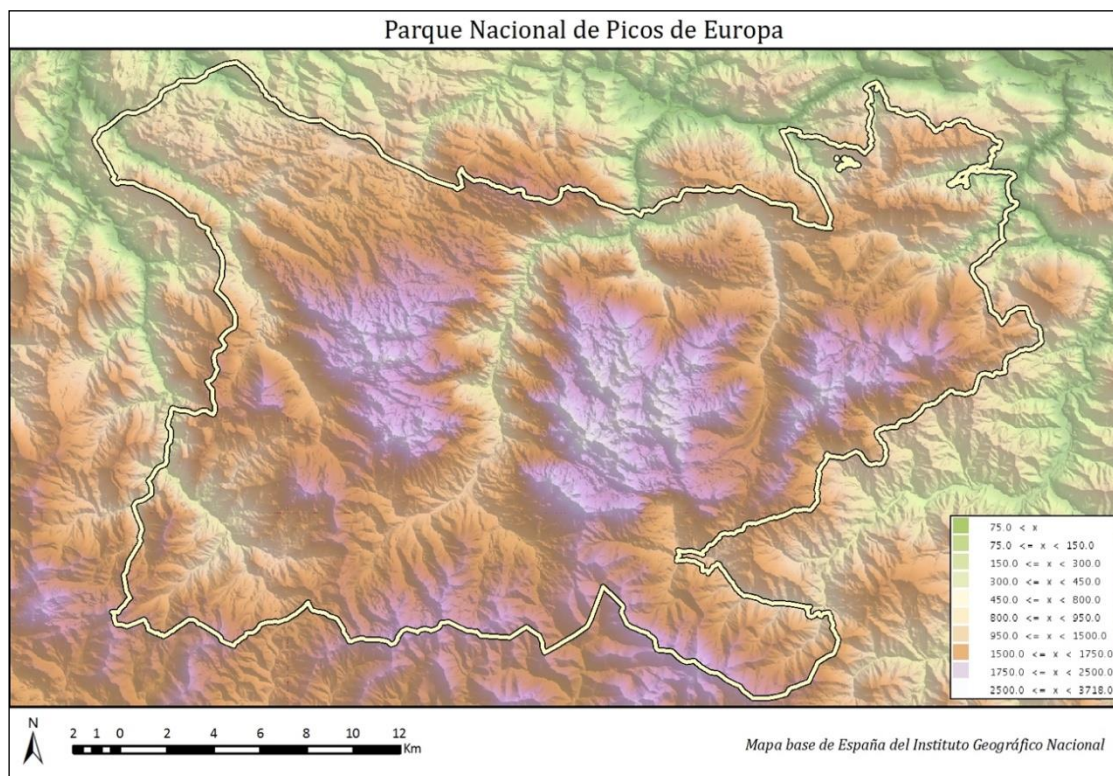 Parque Nacional de Picos de Europa
75.0 < x
75.0 <= x < 150.0
150.0 <= x < 300.0
300.0 <= x < 450.0
450.0 <= x < 800.0
800.0 <= x < 950.0
950.0 <= x < 1500.0
1500.0 <= x < 1750.0
1750.0 <= x < 2500.0
2500.0 <= x < 3718.0
N
2 1 0 2 4 6 8 10 12
Km
Mapa base de España del Instituto Geográfico Nacional